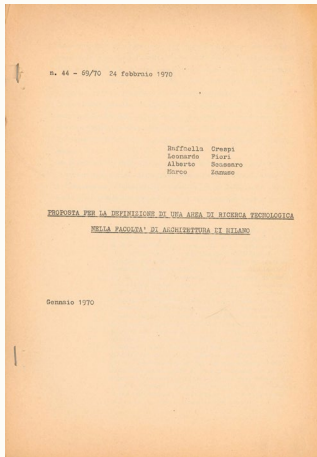 n. 44 - 69/70 24 febbraio 1970
Raffaella Crespi
Leonardo Fiori
Alberto Scussaro
Marco Zanuso
PROPOSTA PER LA DEFINIZIONE DI UNA AREA DI RICERCA TECNOLOGICA
NELLA FACOLTA' DI ARCHITETTURA DI MILANO
Gennaio 1970